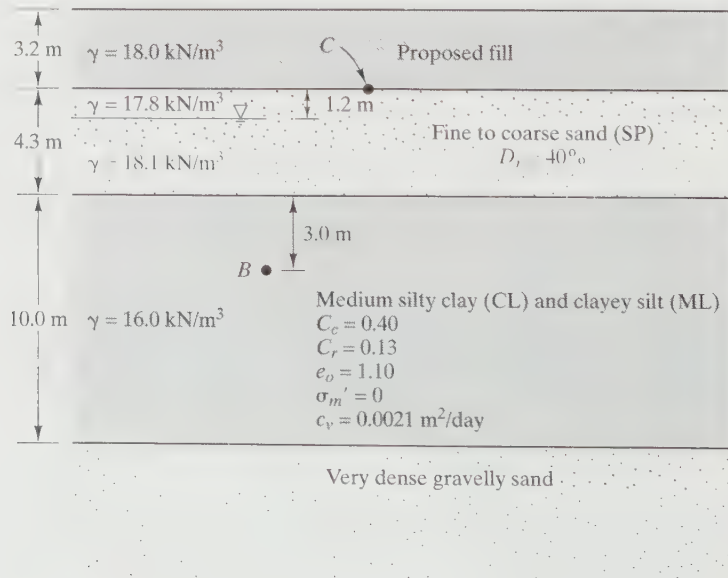 3.2 m
γ = 18.0 kN/m³
C
Proposed fill
γ = 17.8 kN/m³
1.2 m
4.3 m
Fine to coarse sand (SP)
γ - 18.1 kN/m³
D, 40%
3.0 m
B
10.0 m
γ = 16.0 kN/m³
Medium silty clay (CL) and clayey silt (ML)
C_c = 0.40
C_r = 0.13
e_o = 1.10
σ_m' = 0
c_v = 0.0021 m²/day
Very dense gravelly sand